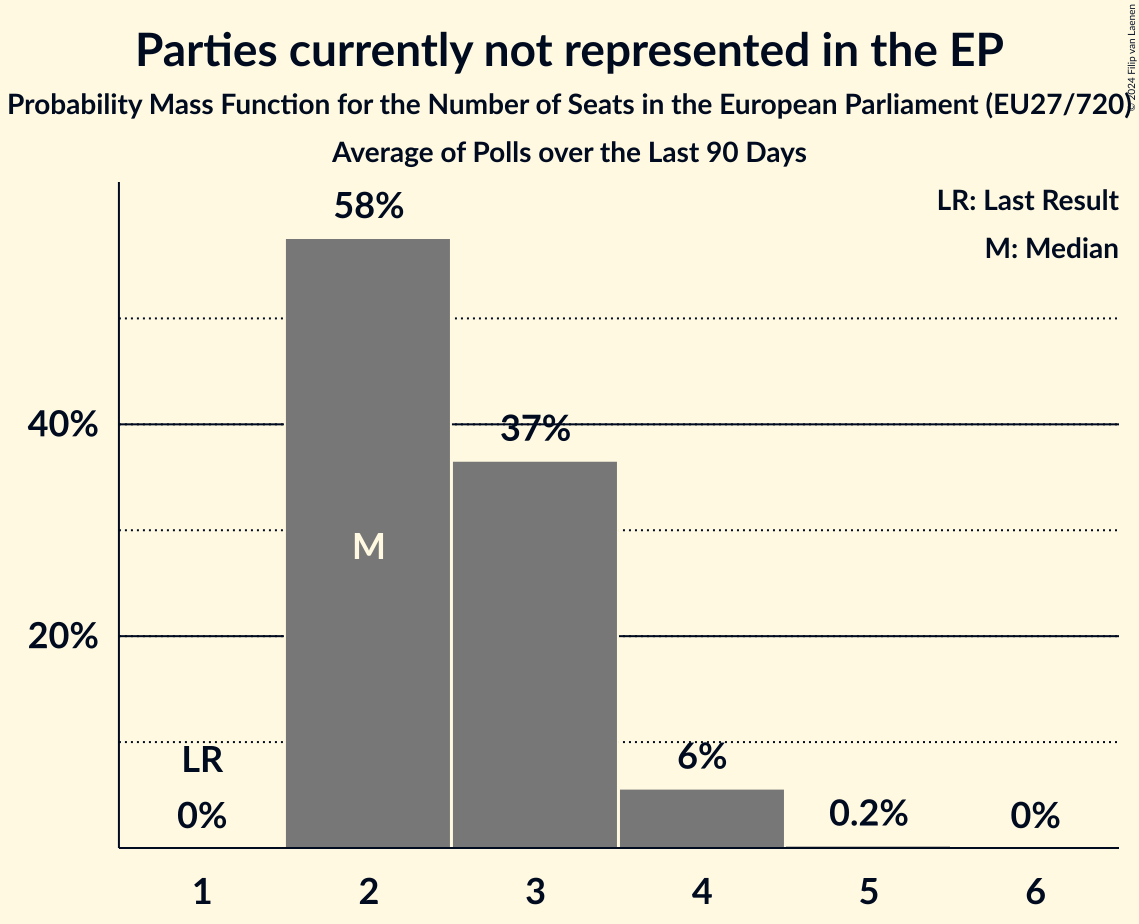 Parties currently not represented in the EP
Probability Mass Function for the Number of Seats in the European Parliament (EU27/720)
Average of Polls over the Last 90 Days
© 2024 Filip van Laenen
LR: Last Result
M: Median
58%
40%
37%
M
20%
LR
6%
0%
0.2%
0%
1 2 3 4 5 6